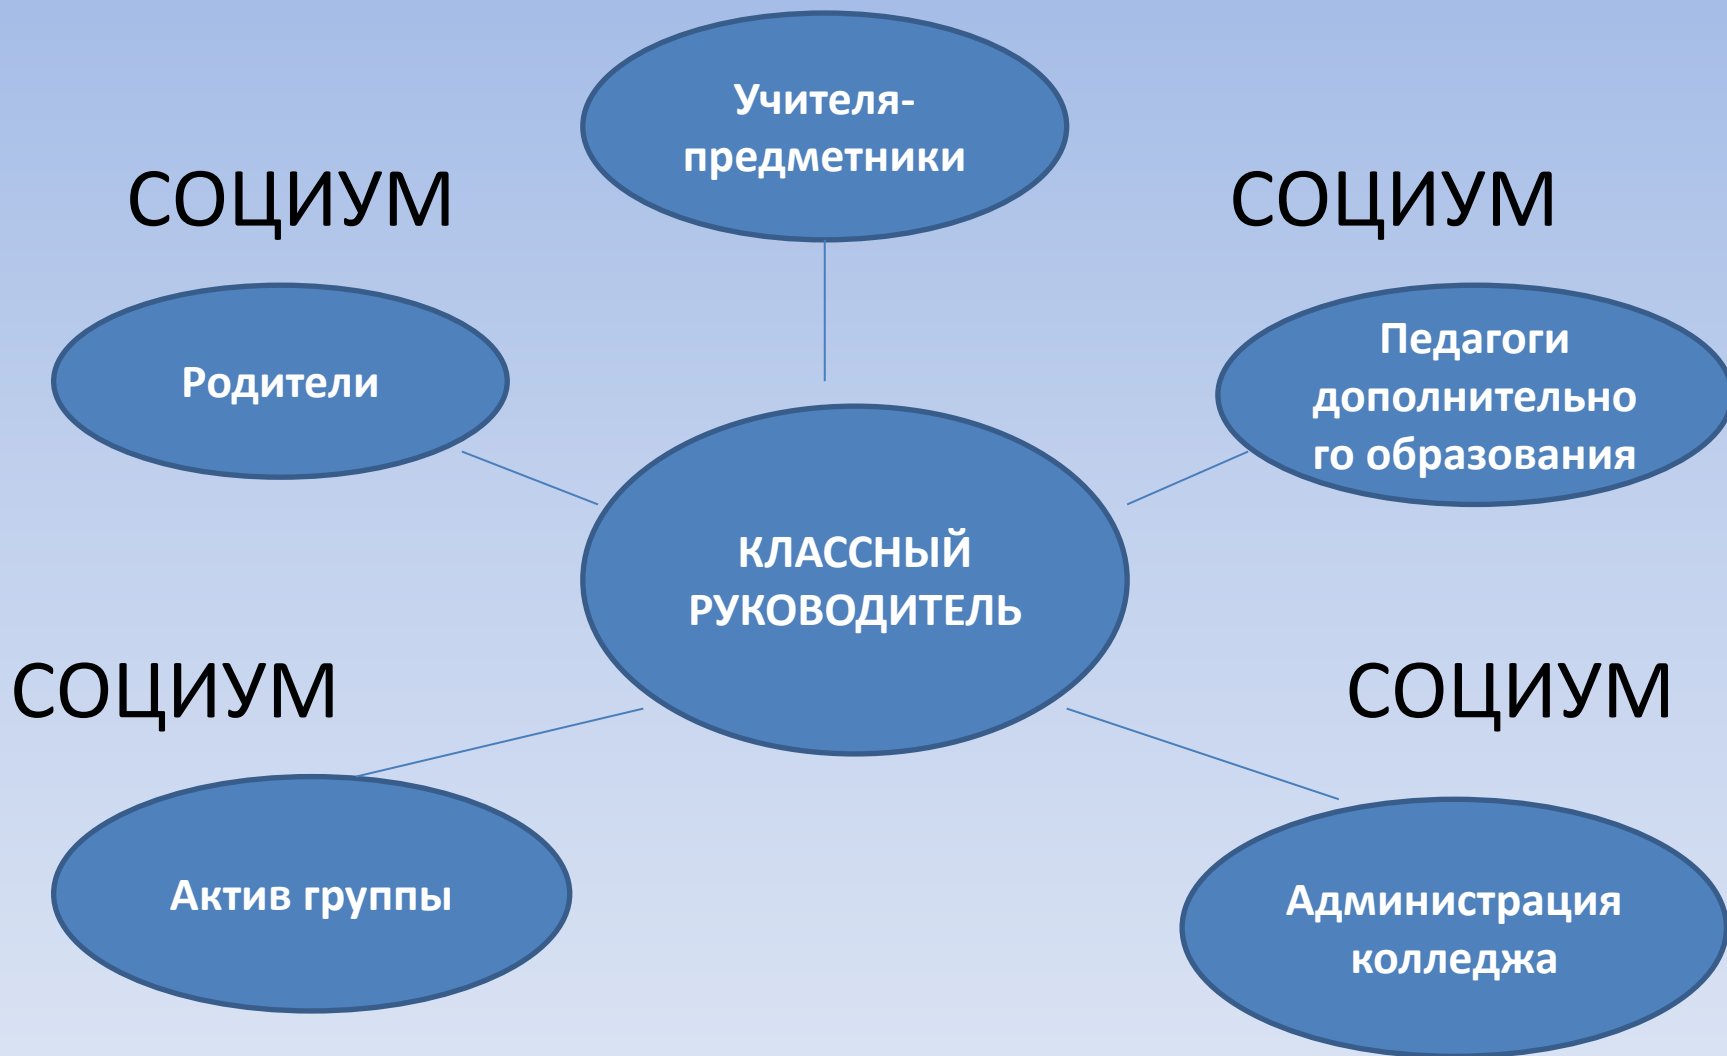 Учителя-
предметники
СОЦИУМ
СОЦИУМ
Родители
Педагоги
дополнительно
го образования
КЛАССНЫЙ
РУКОВОДИТЕЛЬ
СОЦИУМ
СОЦИУМ
Актив группы
Администрация
колледжа